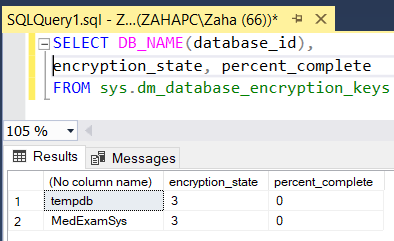 SQLQuery1.sql - Z...(ZAHAPC\Zaha (66))*
SELECT DB_NAME(database_id),
encryption_state, percent_complete
FROM sys.dm_database_encryption_keys
105 %
Results Messages
(No column name) encryption_state percent_complete
1 tempdb 3 0
2 MedExamSys 3 0